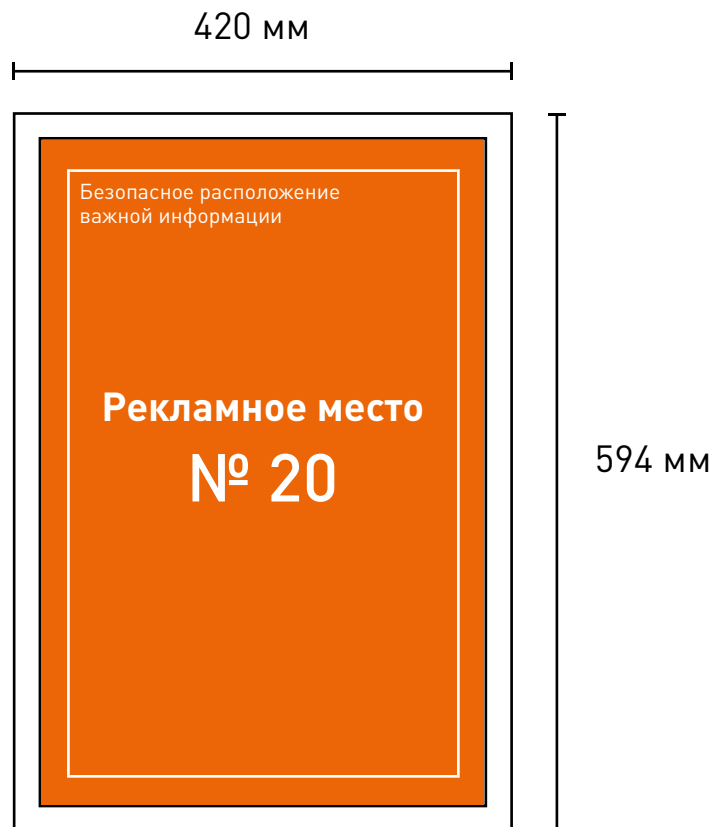 420 мм
Безопасное расположение
важной информации
Рекламное место
№ 20
594 мм